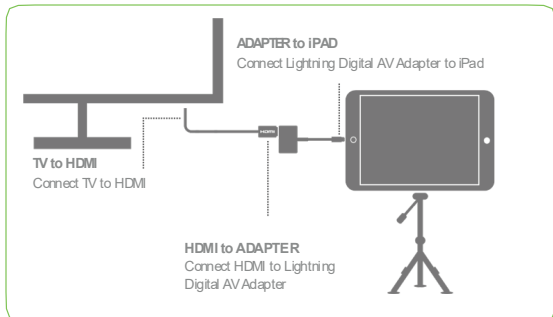 ADAPTER to iPAD
Connect Lightning Digital AV Adapter to iPad
HDMI
TV to HDMI
Connect TV to HDMI
HDMI to ADAPTER
Connect HDMI to Lightning
Digital AV Adapter